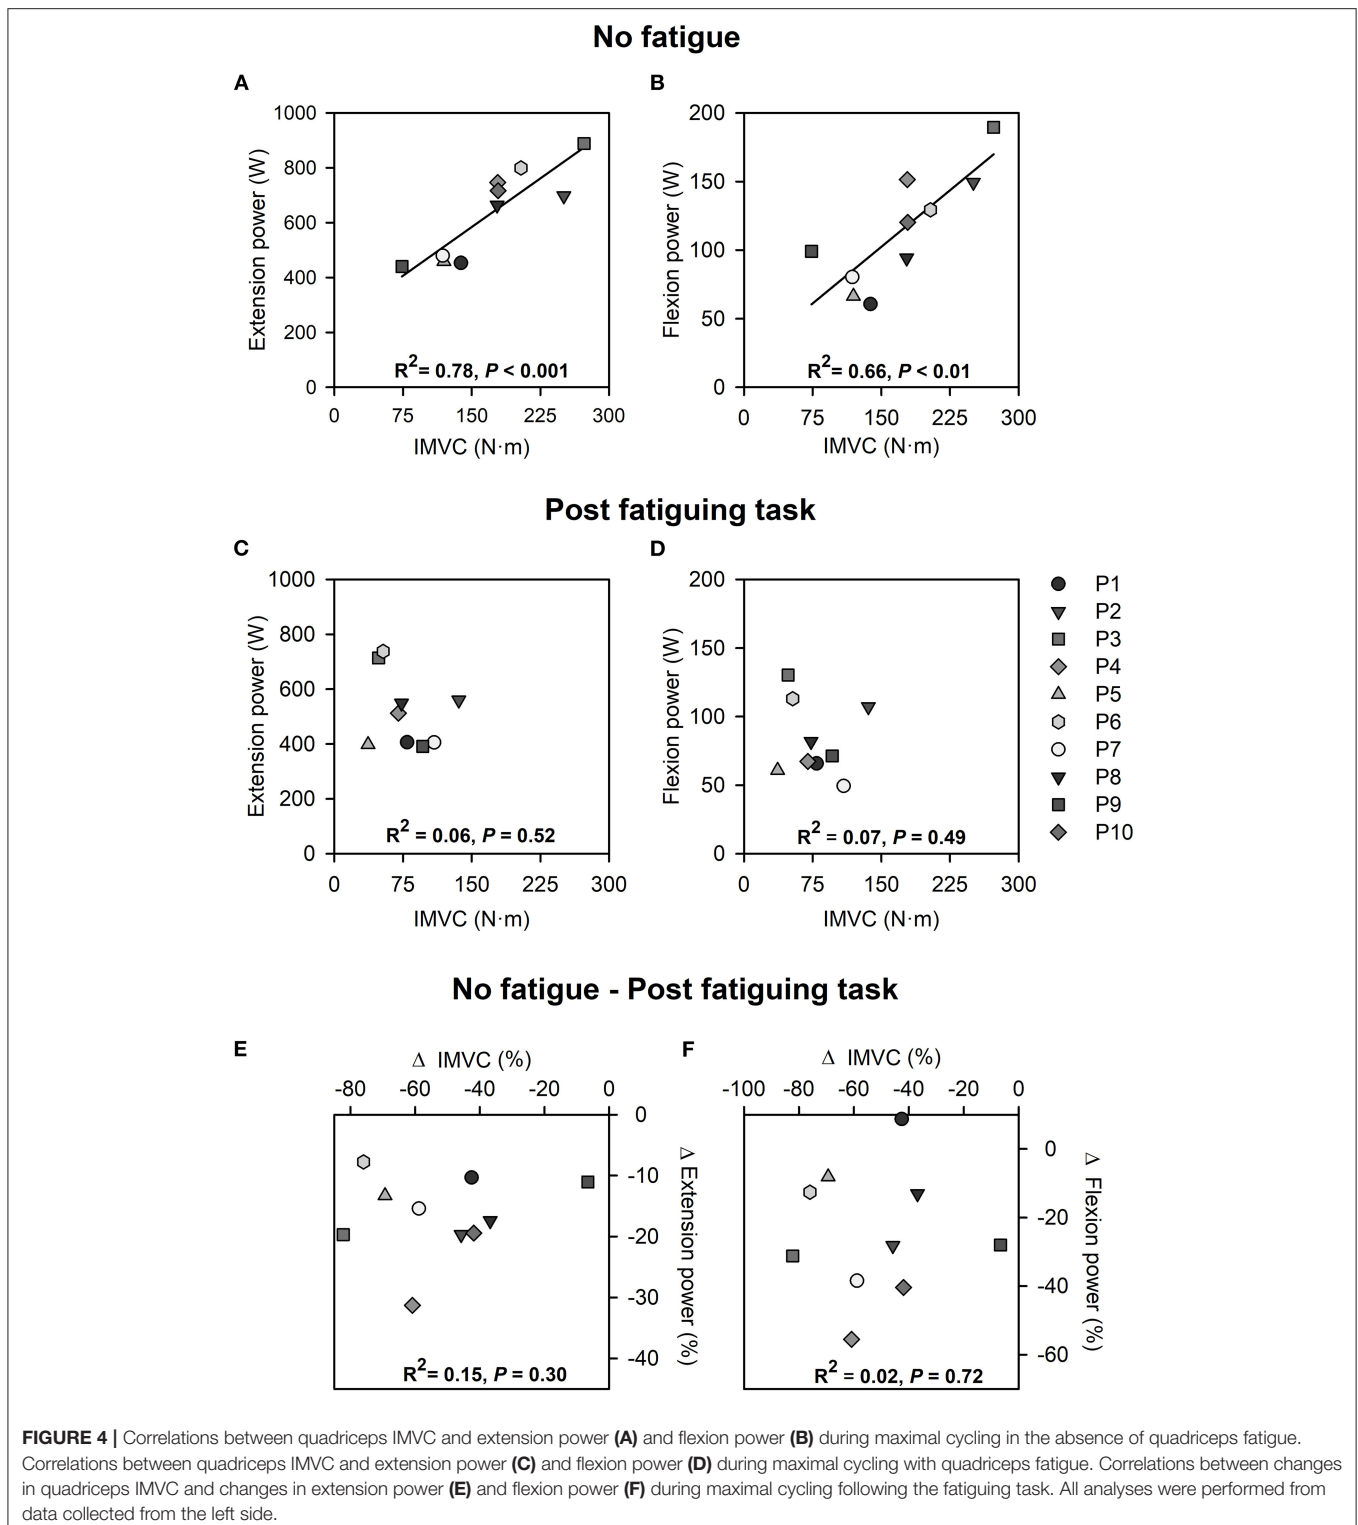 No fatigue
A
B
1000
800
600
400
200
0
Extension power (W)
R2= 0.78, P < 0.001
0 75 150 225 300
IMVC (N·m)
200
150
100
50
0
Flexion power (W)
R2= 0.66, P < 0.01
0 75 150 225 300
IMVC (N·m)
Post fatiguing task
C
D
1000
800
600
400
200
0
Extension power (W)
R2 = 0.06, P = 0.52
0 75 150 225 300
IMVC (N·m)
200
150
100
50
0
Flexion power (W)
R2 = 0.07, P = 0.49
0 75 150 225 300
IMVC (N·m)
P1
P2
P3
P4
P5
P6
P7
P8
P9
P10
No fatigue - Post fatiguing task
E
Δ IMVC (%)
-80 -60 -40 -20 0
0
-10
-20
-30
-40
Δ Extension power (%)
R2= 0.15, P = 0.30
F
Δ IMVC (%)
-100 -80 -60 -40 -20 0
0
-20
-40
-60
Δ Flexion power (%)
R2 = 0.02, P = 0.72
FIGURE 4 | Correlations between quadriceps IMVC and extension power (A) and flexion power (B) during maximal cycling in the absence of quadriceps fatigue.
Correlations between quadriceps IMVC and extension power (C) and flexion power (D) during maximal cycling with quadriceps fatigue. Correlations between changes
in quadriceps IMVC and changes in extension power (E) and flexion power (F) during maximal cycling following the fatiguing task. All analyses were performed from
data collected from the left side.